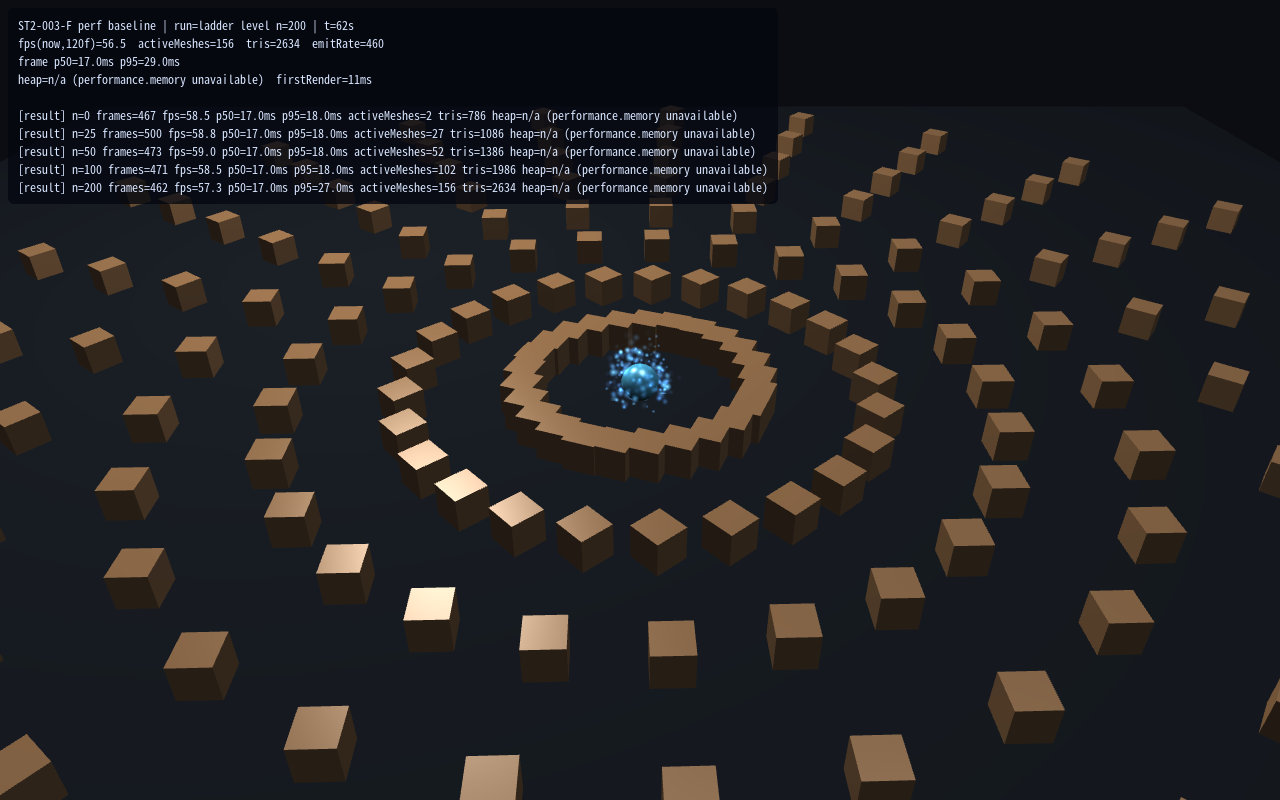 ST2-003-F perf baseline | run=ladder level n=200 | t=62s
fps(now,120f)=56.5 activeMeshes=156 tris=2634 emitRate=460
frame p50=17.0ms p95=29.0ms
heap=n/a (performance.memory unavailable) firstRender=11ms
[result] n=0 frames=467 fps=58.5 p50=17.0ms p95=18.0ms activeMeshes=2 tris=786 heap=n/a (performance.memory unavailable)
[result] n=25 frames=500 fps=58.8 p50=17.0ms p95=18.0ms activeMeshes=27 tris=1086 heap=n/a (performance.memory unavailable)
[result] n=50 frames=473 fps=59.0 p50=17.0ms p95=18.0ms activeMeshes=52 tris=1386 heap=n/a (performance.memory unavailable)
[result] n=100 frames=471 fps=58.5 p50=17.0ms p95=18.0ms activeMeshes=102 tris=1986 heap=n/a (performance.memory unavailable)
[result] n=200 frames=462 fps=57.3 p50=17.0ms p95=27.0ms activeMeshes=156 tris=2634 heap=n/a (performance.memory unavailable)